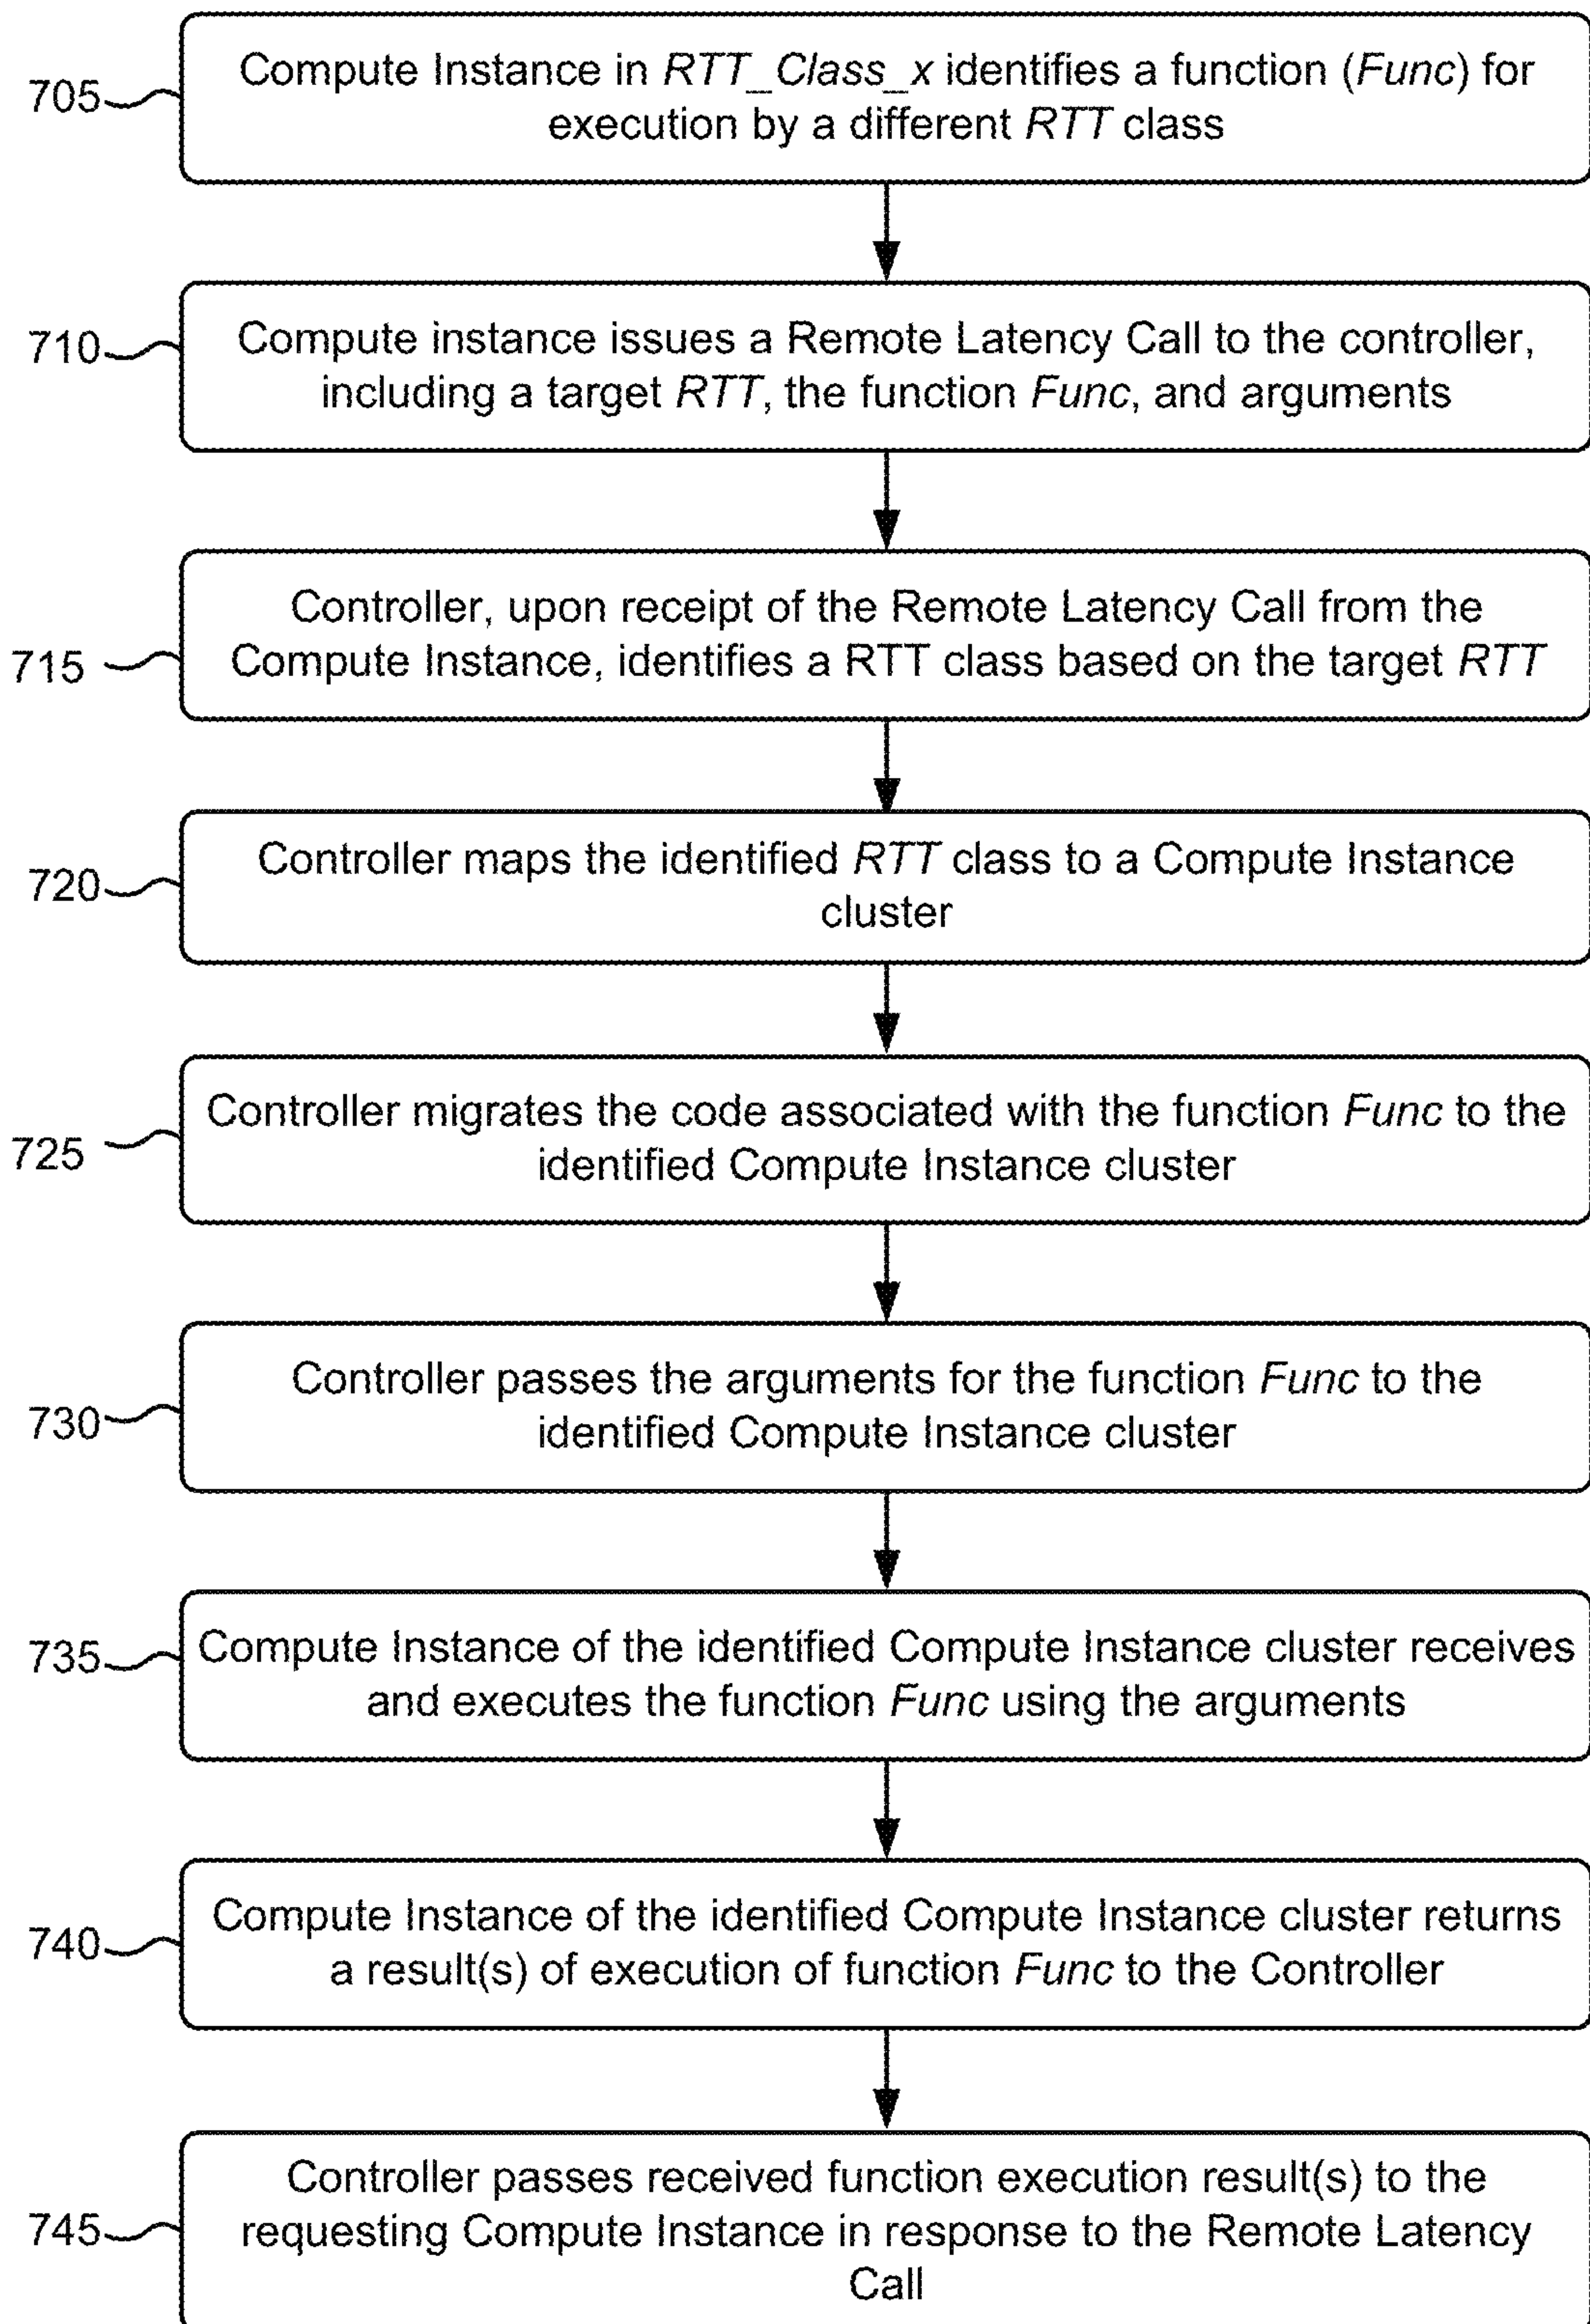 705
Compute Instance in RTT_Class_x identifies a function (Func) for
execution by a different RTT class
710
Compute instance issues a Remote Latency Call to the controller,
including a target RTT, the function Func, and arguments
715
Controller, upon receipt of the Remote Latency Call from the
Compute Instance, identifies a RTT class based on the target RTT
720
Controller maps the identified RTT class to a Compute Instance
cluster
725
Controller migrates the code associated with the function Func to the
identified Compute Instance cluster
730
Controller passes the arguments for the function Func to the
identified Compute Instance cluster
735
Compute Instance of the identified Compute Instance cluster receives
and executes the function Func using the arguments
740
Compute Instance of the identified Compute Instance cluster returns
a result(s) of execution of function Func to the Controller
745
Controller passes received function execution result(s) to the
requesting Compute Instance in response to the Remote Latency
Call